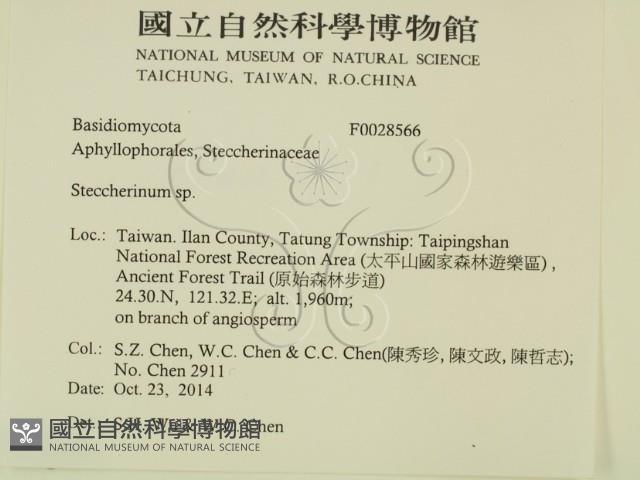 國立自然科學博物館
NATIONAL MUSEUM OF NATURAL SCIENCE
TAICHUNG, TAIWAN, R.O.CHINA
Basidiomycota F0028566
Aphyllophorales, Steccherinaceae
Steccherinum sp.
Loc.: Taiwan. Ilan County, Tatung Township: Taipingshan
National Forest Recreation Area (太平山國家森林遊樂區) ,
Ancient Forest Trail (原始森林步道)
24.30.N, 121.32.E; alt. 1,960m;
on branch of angiosperm
Col.: S.Z. Chen, W.C. Chen & C.C. Chen(陳秀珍, 陳文政, 陳哲志);
No. Chen 2911
Date: Oct. 23, 2014
Chen
國立自然科學博物館
NATIONAL MUSEUM OF NATURAL SCIENCE